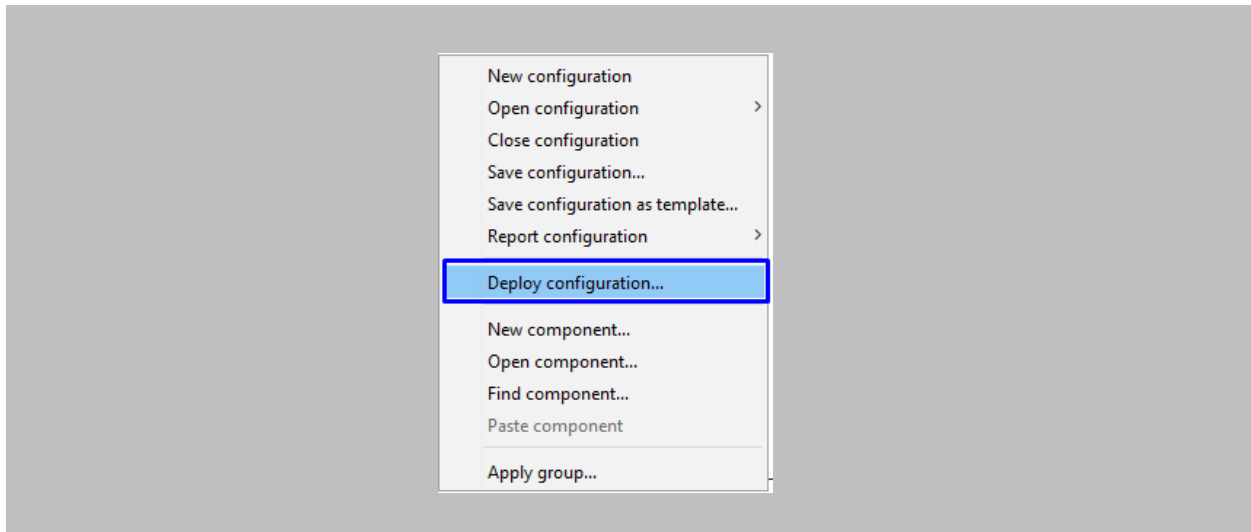 New configuration
Open configuration
Close configuration
Save configuration...
Save configuration as template...
Report configuration
Deploy configuration...
New component...
Open component...
Find component...
Paste component
Apply group...